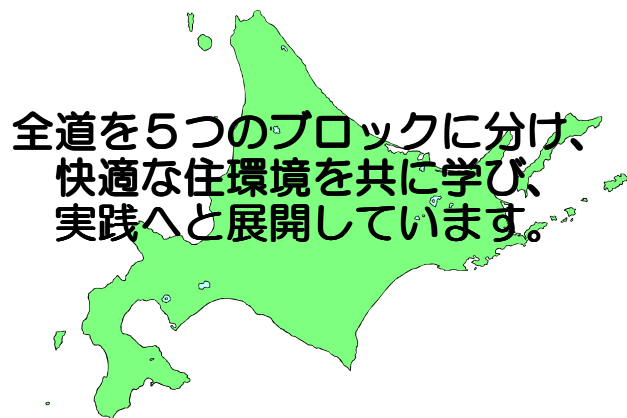 全道を５つのブロックに分け、
快適な住環境を共に学び、
実践へと展開しています。